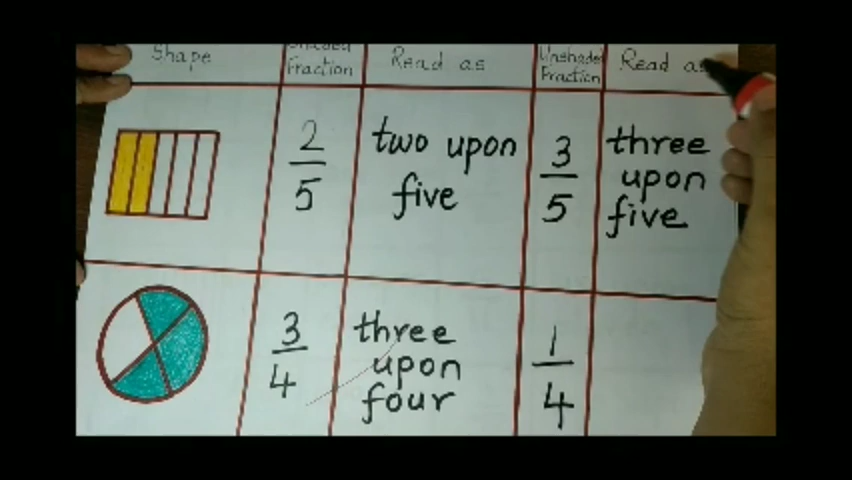 Shape
Shaded
Fraction
Read as
Unshaded
Fraction
Read as
2
5
two upon
five
3
5
three
upon
five
3
4
three
upon
four
1
4